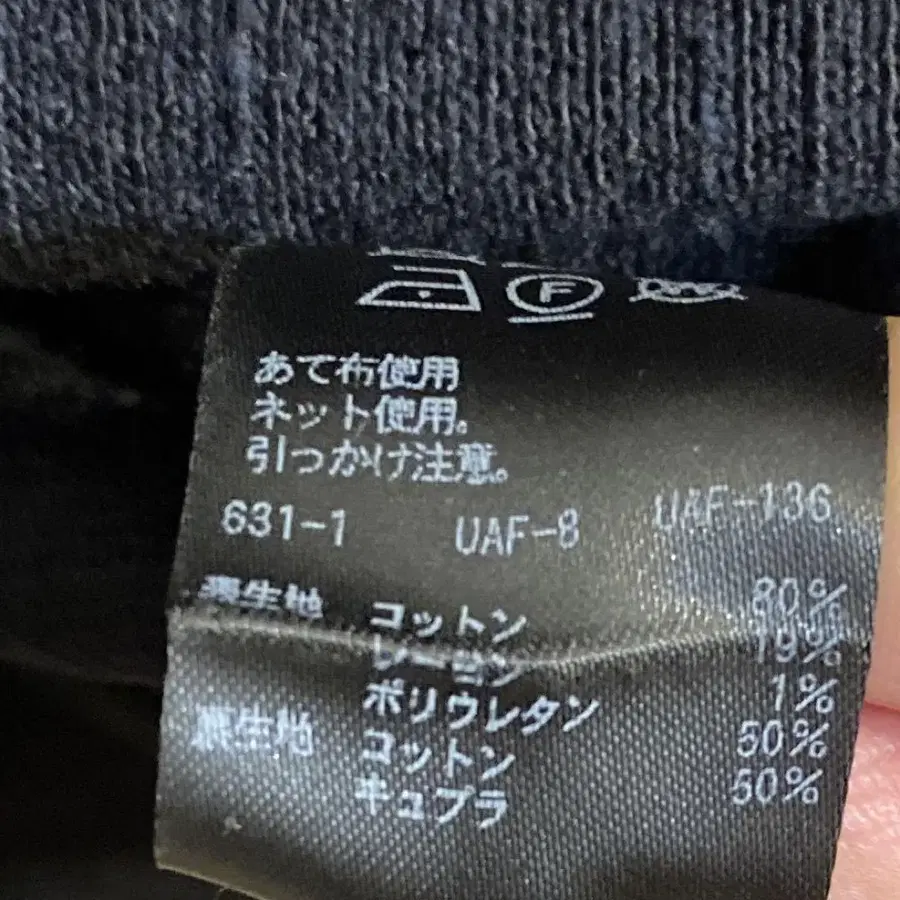 F
あて布使用
ネット使用。
引っかけ注意。
631-1 UAF-8 UAF-136
表生地 コットン 80%
レーヨン 19%
ポリウレタン 1%
裏生地 コットン 50%
キュプラ 50%